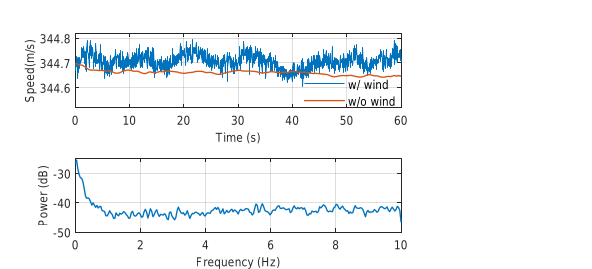 344.8
344.7
344.6
Speed(m/s)
w/ wind
w/o wind
0 10 20 30 40 50 60
Time (s)
-30
-40
-50
Power (dB)
0 2 4 6 8 10
Frequency (Hz)